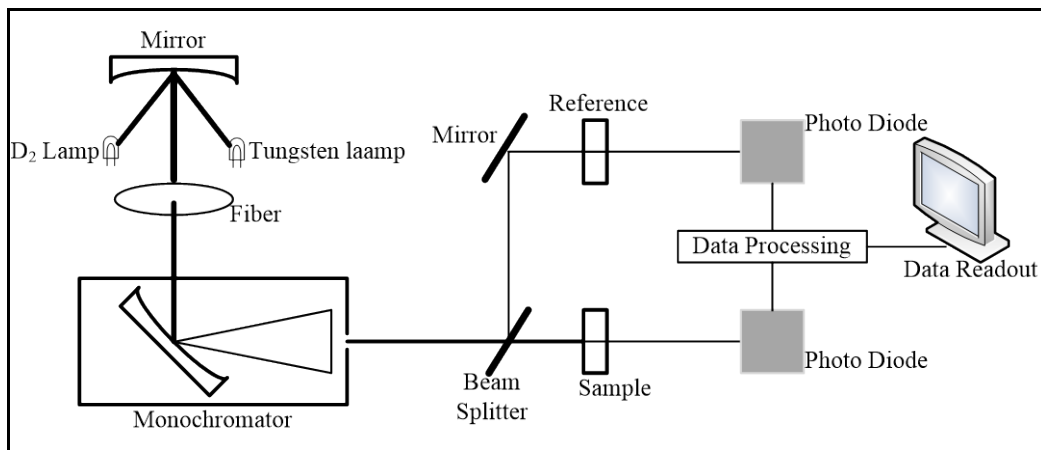 Mirror
D₂ Lamp
Tungsten laamp
Fiber
Monochromator
Mirror
Reference
Photo Diode
Data Processing
Data Readout
Beam
Splitter
Sample
Photo Diode